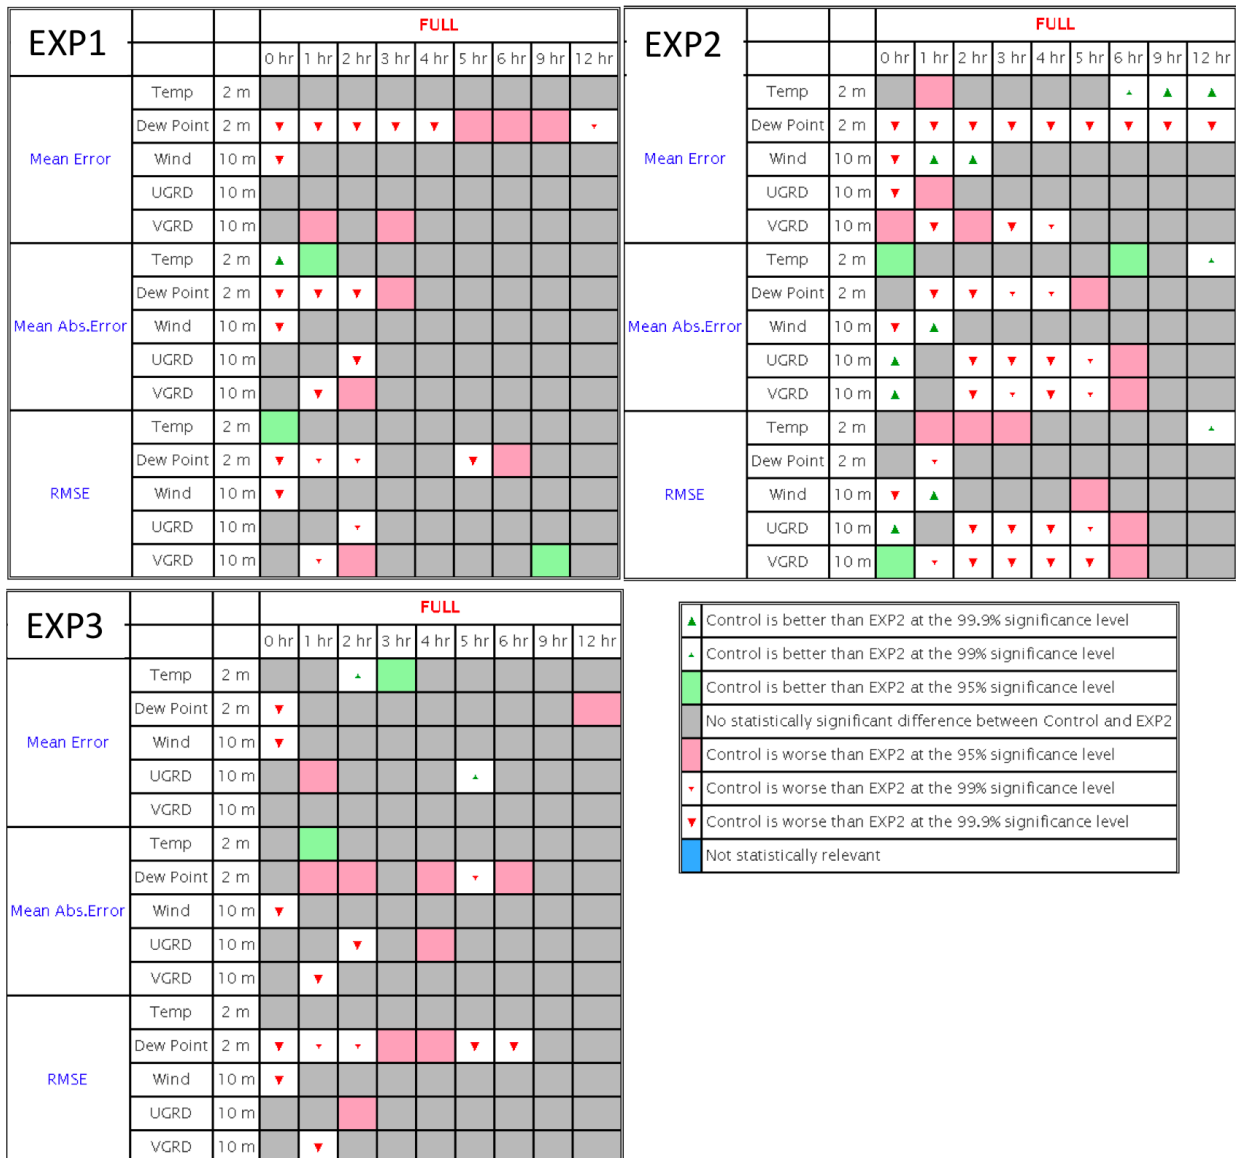 EXP1
FULL
0 hr 1 hr 2 hr 3 hr 4 hr 5 hr 6 hr 9 hr 12 hr
Mean Error
Temp 2 m
Dew Point 2 m
Wind 10 m
UGRD 10 m
VGRD 10 m
Mean Abs.Error
Temp 2 m
Dew Point 2 m
Wind 10 m
UGRD 10 m
VGRD 10 m
RMSE
Temp 2 m
Dew Point 2 m
Wind 10 m
UGRD 10 m
VGRD 10 m
EXP2
FULL
0 hr 1 hr 2 hr 3 hr 4 hr 5 hr 6 hr 9 hr 12 hr
Mean Error
Temp 2 m
Dew Point 2 m
Wind 10 m
UGRD 10 m
VGRD 10 m
Mean Abs.Error
Temp 2 m
Dew Point 2 m
Wind 10 m
UGRD 10 m
VGRD 10 m
RMSE
Temp 2 m
Dew Point 2 m
Wind 10 m
UGRD 10 m
VGRD 10 m
EXP3
FULL
0 hr 1 hr 2 hr 3 hr 4 hr 5 hr 6 hr 9 hr 12 hr
Mean Error
Temp 2 m
Dew Point 2 m
Wind 10 m
UGRD 10 m
VGRD 10 m
Mean Abs.Error
Temp 2 m
Dew Point 2 m
Wind 10 m
UGRD 10 m
VGRD 10 m
RMSE
Temp 2 m
Dew Point 2 m
Wind 10 m
UGRD 10 m
VGRD 10 m
Control is better than EXP2 at the 99.9% significance level
Control is better than EXP2 at the 99% significance level
Control is better than EXP2 at the 95% significance level
No statistically significant difference between Control and EXP2
Control is worse than EXP2 at the 95% significance level
Control is worse than EXP2 at the 99% significance level
Control is worse than EXP2 at the 99.9% significance level
Not statistically relevant